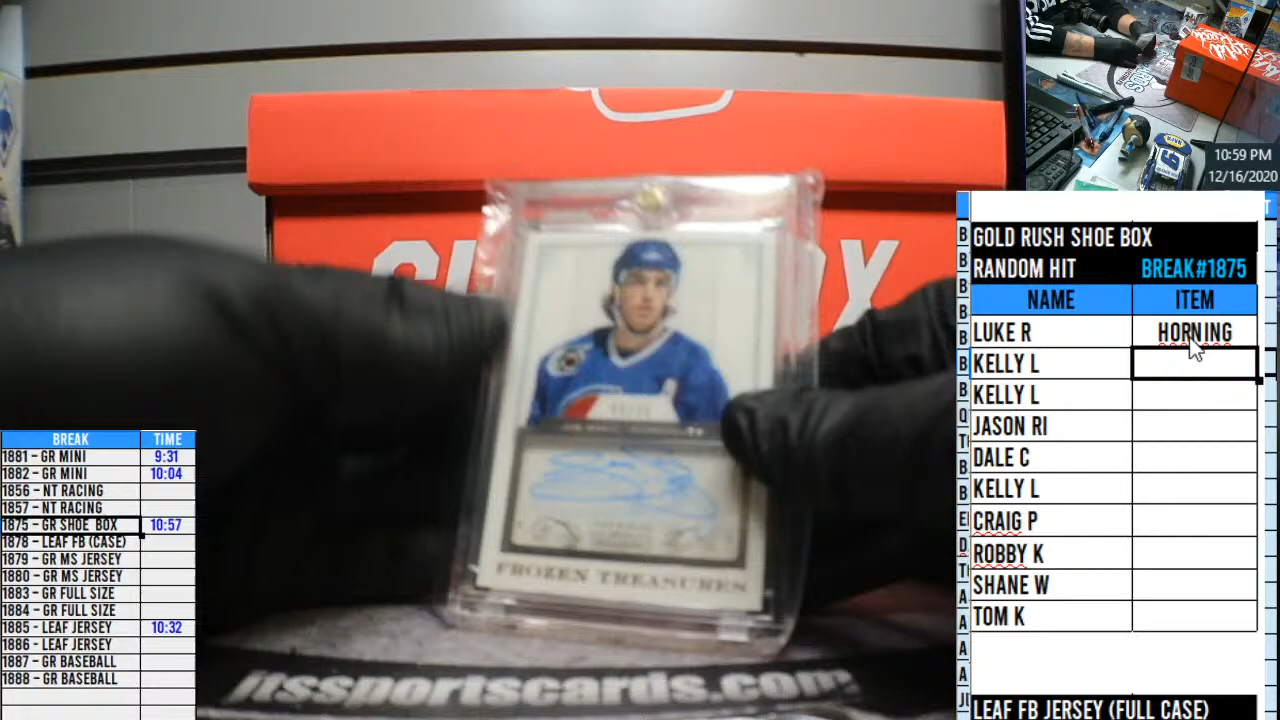 10:59 PM
12/16/2020
GOLD RUSH SHOE BOX
RANDOM HIT BREAK#1875
NAME ITEM
LUKE R HORNING
KELLY L
KELLY L
JASON RI
DALE C
KELLY L
CRAIG P
ROBBY K
SHANE W
TOM K
LEAF FB JERSEY (FULL CASE)
BREAK TIME
1881 – GR MINI 9:31
1882 – GR MINI 10:04
1856 – NT RACING
1857 – NT RACING
1875 – GR SHOE BOX 10:57
1878 – LEAF FB (CASE)
1879 – GR MS JERSEY
1880 – GR MS JERSEY
1883 – GR FULL SIZE
1884 – GR FULL SIZE
1885 – LEAF JERSEY 10:32
1886 – LEAF JERSEY
1887 – GR BASEBALL
1888 – GR BASEBALL
FROZEN TREASURES
jtssportscards.com